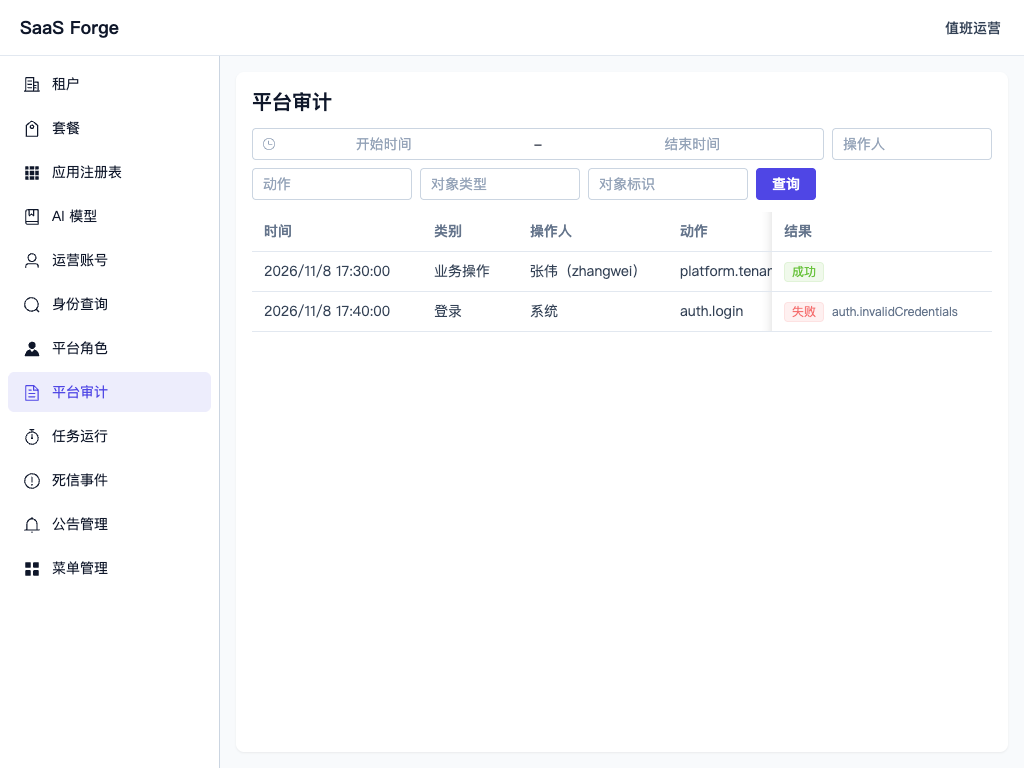 SaaS Forge
值班运营
租户
套餐
应用注册表
AI 模型
运营账号
身份查询
平台角色
平台审计
任务运行
死信事件
公告管理
菜单管理
平台审计
开始时间 – 结束时间 操作人
动作 对象类型 对象标识 查询
时间 类别 操作人 动作 结果
2026/11/8 17:30:00 业务操作 张伟（zhangwei） platform.tenar 成功
2026/11/8 17:40:00 登录 系统 auth.login 失败 auth.invalidCredentials